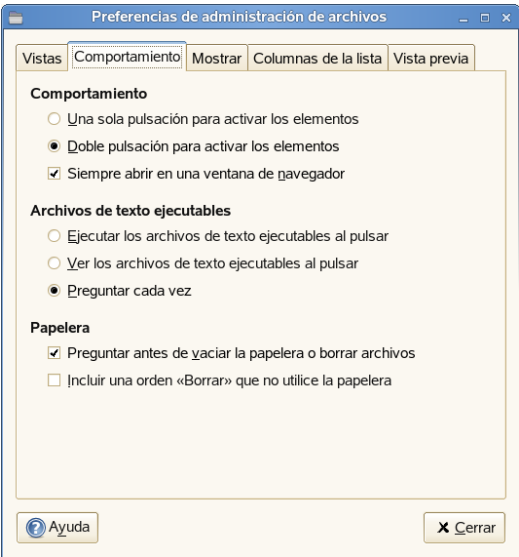 Preferencias de administración de archivos
Vistas Comportamiento Mostrar Columnas de la lista Vista previa
Comportamiento
Una sola pulsación para activar los elementos
Doble pulsación para activar los elementos
Siempre abrir en una ventana de navegador
Archivos de texto ejecutables
Ejecutar los archivos de texto ejecutables al pulsar
Ver los archivos de texto ejecutables al pulsar
Preguntar cada vez
Papelera
Preguntar antes de vaciar la papelera o borrar archivos
Incluir una orden «Borrar» que no utilice la papelera
Ayuda Cerrar